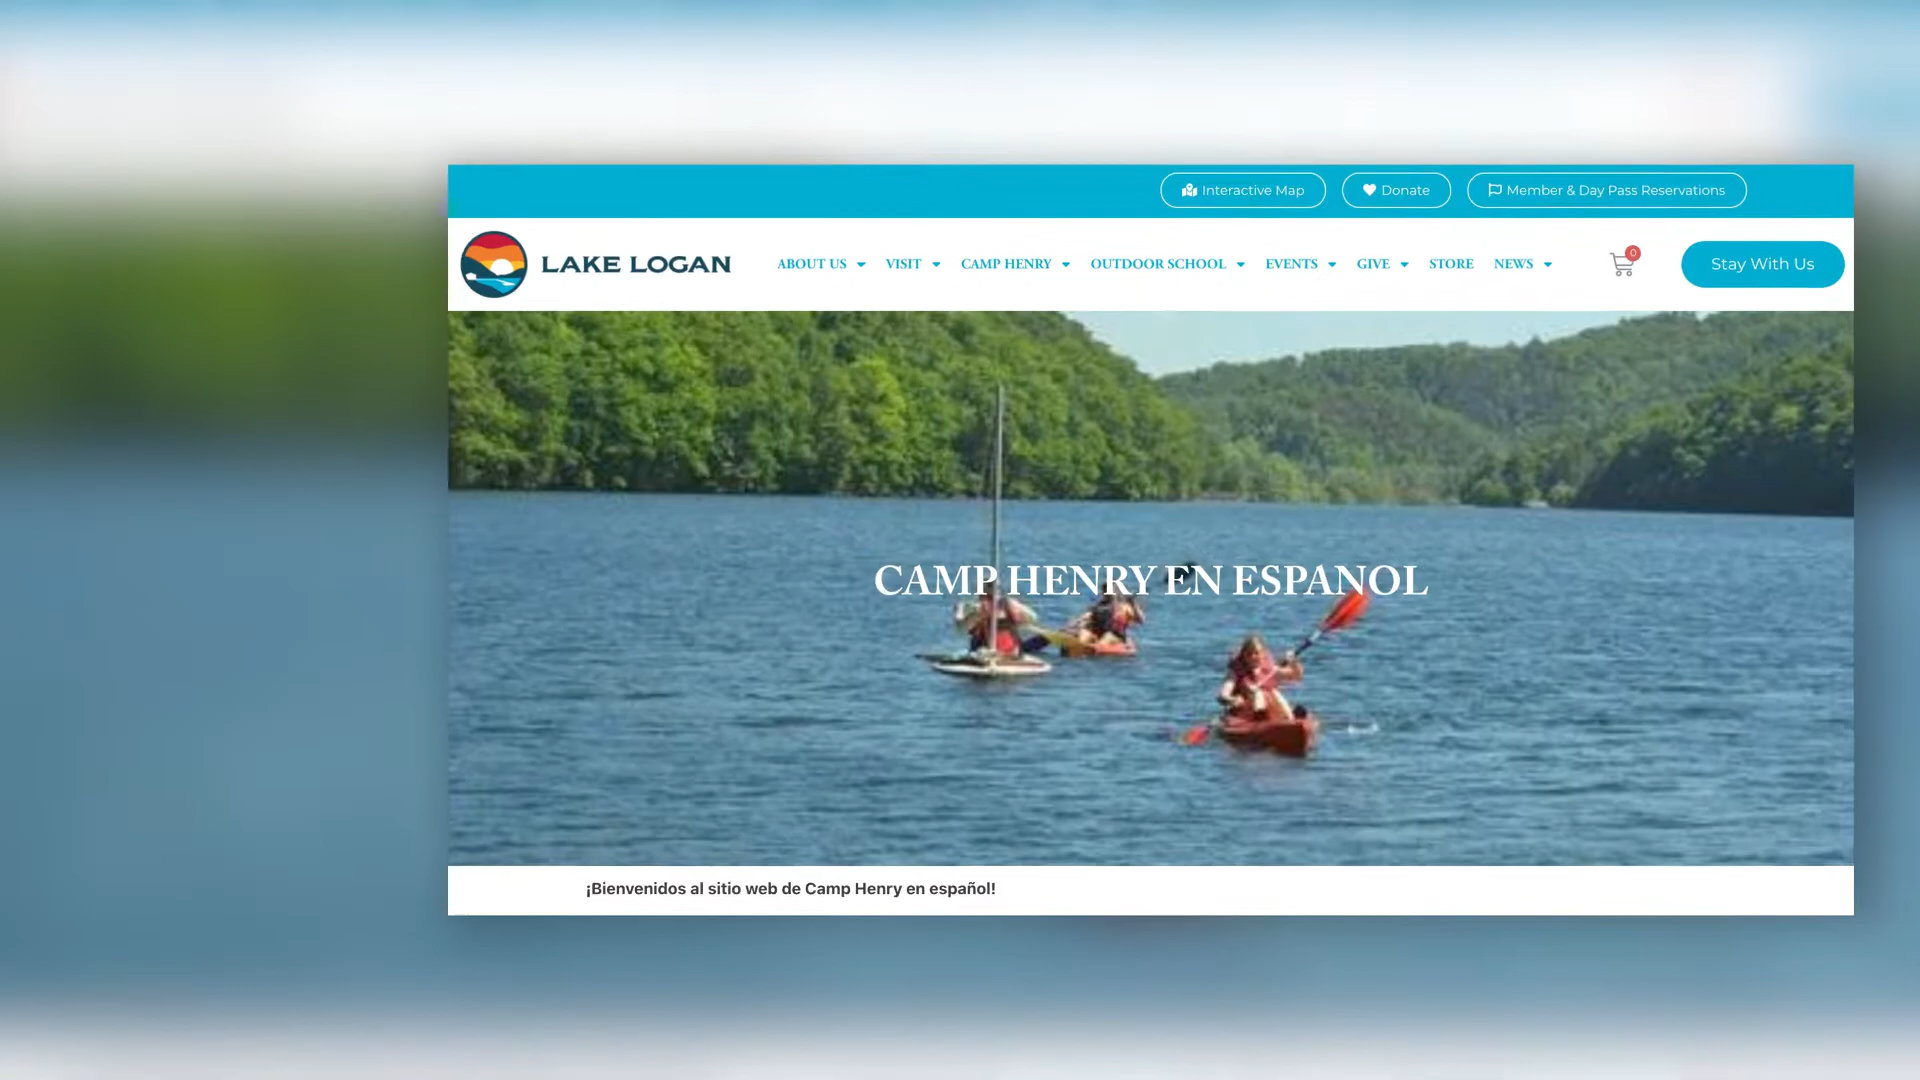 Interactive Map
Donate
Member & Day Pass Reservations
LAKE LOGAN
ABOUT US
VISIT
CAMP HENRY
OUTDOOR SCHOOL
EVENTS
GIVE
STORE
NEWS
0
Stay With Us
CAMP HENRY EN ESPANOL
¡Bienvenidos al sitio web de Camp Henry en español!